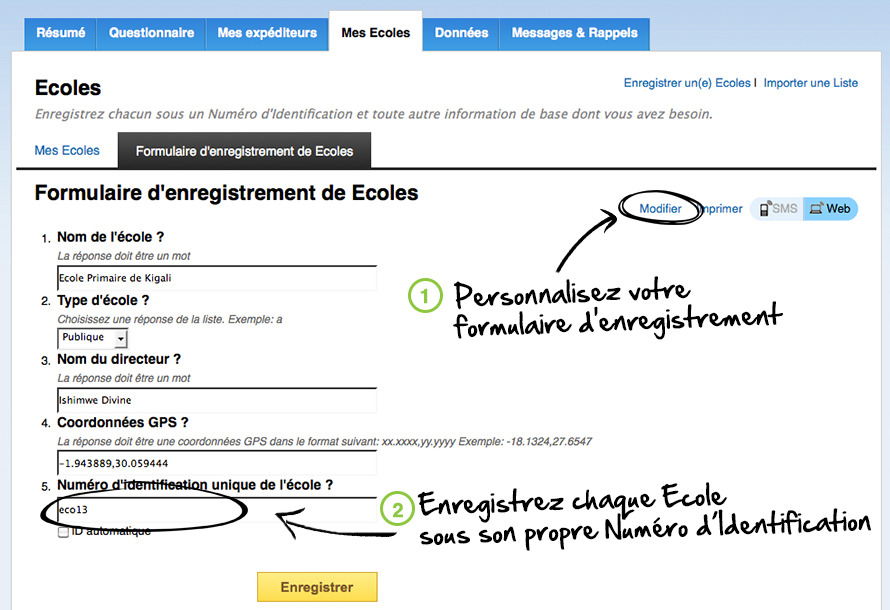 Résumé Questionnaire Mes expéditeurs Mes Ecoles Données Messages & Rappels
Ecoles
Enregistrer un(e) Ecoles I Importer une Liste
Enregistrez chacun sous un Numéro d'Identification et toute autre information de base dont vous avez besoin.
Mes Ecoles Formulaire d'enregistrement de Ecoles
Formulaire d'enregistrement de Ecoles
Modifier Imprimer SMS Web
1. Nom de l'école ?
La réponse doit être un mot
Ecole Primaire de Kigali
1 Personnalisez votre
formulaire d'enregistrement
2. Type d'école ?
Choisissez une réponse de la liste. Exemple: a
Publique
3. Nom du directeur ?
La réponse doit être un mot
Ishimwe Divine
4. Coordonnées GPS ?
La réponse doit être une coordonnées GPS dans le format suivant: xx.xxxx,yy.yyyy Exemple: -18.1324,27.6547
-1.943889,30.059444
5. Numéro d'identification unique de l'école ?
eco13
ID automatique
2 Enregistrez chaque Ecole
sous son propre Numéro d'Identification
Enregistrer